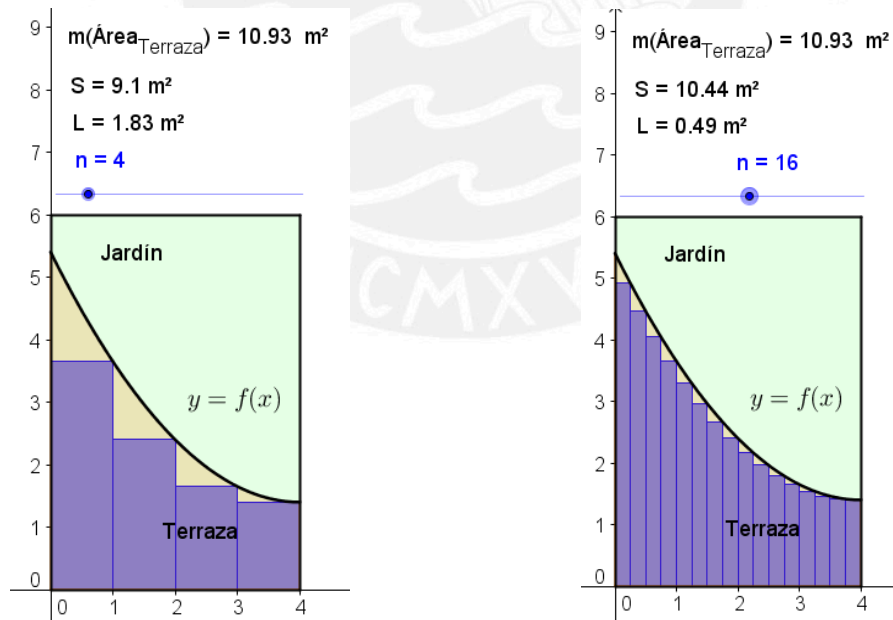 m(Área_Terraza) = 10.93 m²
S = 9.1 m²
L = 1.83 m²
n = 4
Jardín
y = f(x)
Terraza
9
8
7
6
5
4
3
2
1
0
0 1 2 3 4
m(Área_Terraza) = 10.93 m²
S = 10.44 m²
L = 0.49 m²
n = 16
Jardín
y = f(x)
Terraza
9
8
7
6
5
4
3
2
1
0
0 1 2 3 4
CMXV